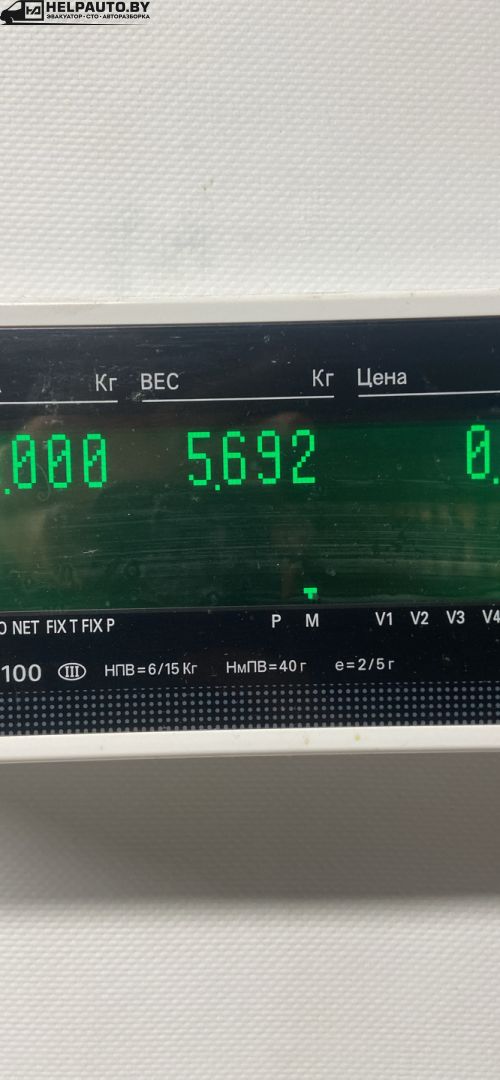 HELPAUTO.BY
ЭВАКУАТОР • СТО • АВТОРАЗБОРКА
Кг ВЕС Кг Цена
.000 5.692 0.
NET FIX T FIX P P M V1 V2 V3 V4
100 III НПВ=6/15 Кг НмПВ=40 г е=2/5 г